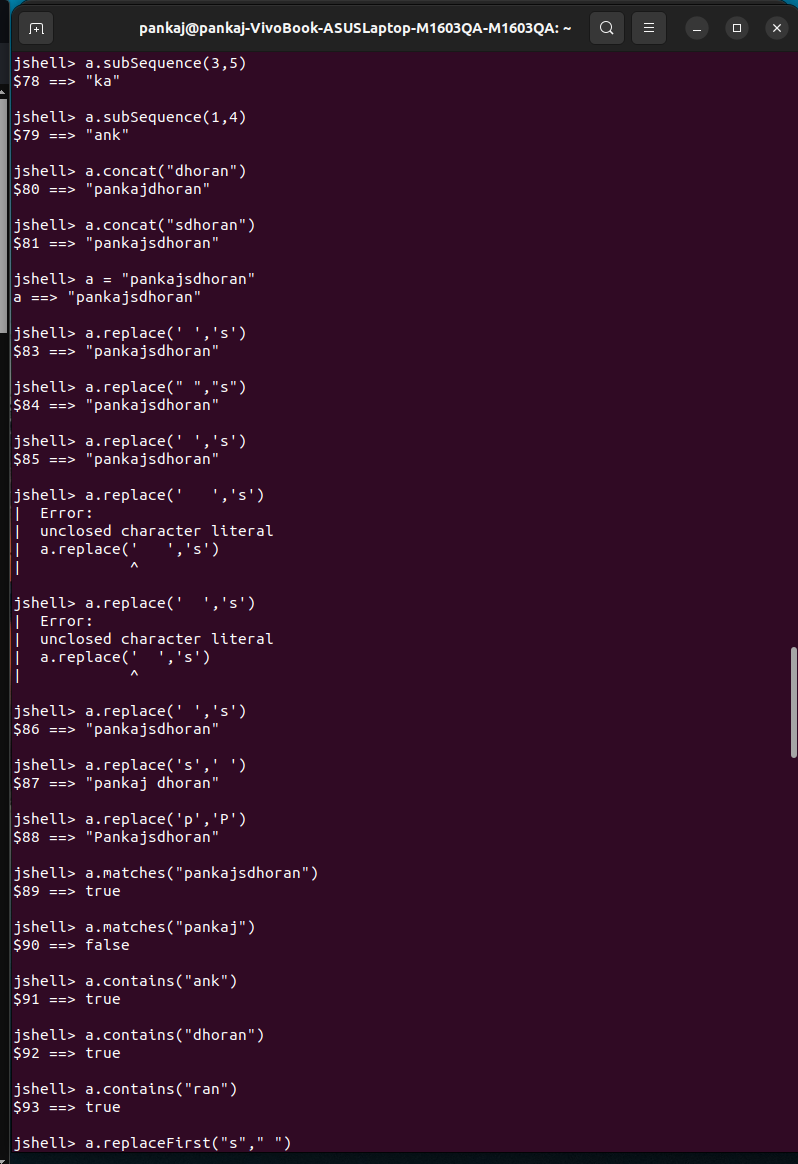 pankaj@pankaj-VivoBook-ASUSLaptop-M1603QA-M1603QA: ~
jshell> a.subSequence(3,5)
$78 ==> "ka"
jshell> a.subSequence(1,4)
$79 ==> "ank"
jshell> a.concat("dhoran")
$80 ==> "pankajdhoran"
jshell> a.concat("sdhoran")
$81 ==> "pankajsdhoran"
jshell> a = "pankajsdhoran"
a ==> "pankajsdhoran"
jshell> a.replace(' ','s')
$83 ==> "pankajsdhoran"
jshell> a.replace(" ","s")
$84 ==> "pankajsdhoran"
jshell> a.replace(' ','s')
$85 ==> "pankajsdhoran"
jshell> a.replace('   ','s')
|  Error:
|  unclosed character literal
|  a.replace('   ','s')
|            ^
jshell> a.replace('  ','s')
|  Error:
|  unclosed character literal
|  a.replace('  ','s')
|            ^
jshell> a.replace(' ','s')
$86 ==> "pankajsdhoran"
jshell> a.replace('s',' ')
$87 ==> "pankaj dhoran"
jshell> a.replace('p','P')
$88 ==> "Pankajsdhoran"
jshell> a.matches("pankajsdhoran")
$89 ==> true
jshell> a.matches("pankaj")
$90 ==> false
jshell> a.contains("ank")
$91 ==> true
jshell> a.contains("dhoran")
$92 ==> true
jshell> a.contains("ran")
$93 ==> true
jshell> a.replaceFirst("s"," ")